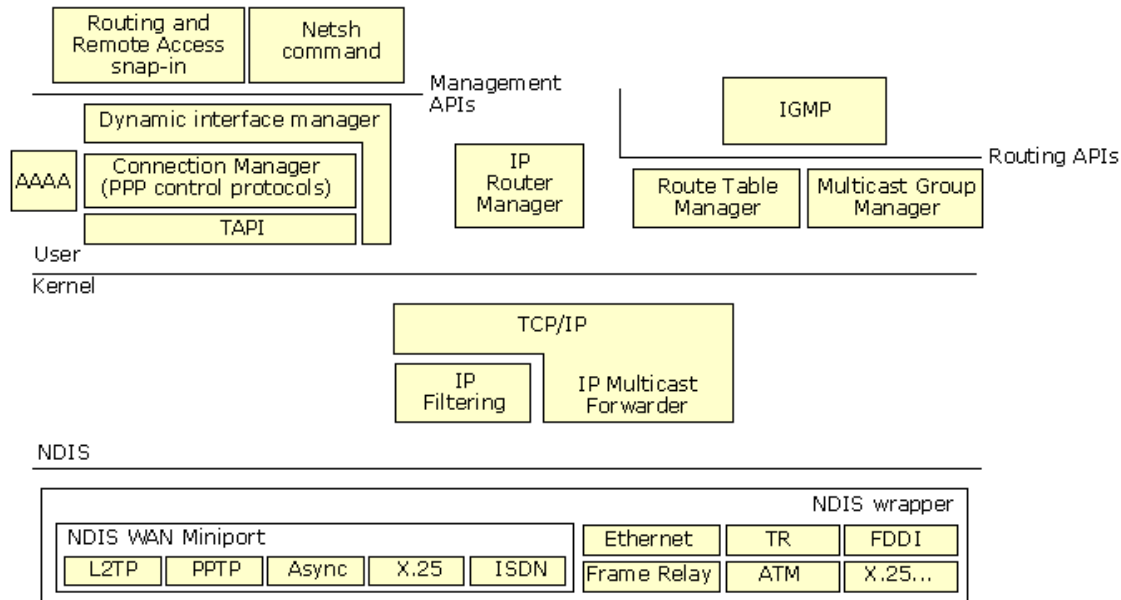 Routing and
Remote Access
snap-in
Netsh
command
Management
APIs
Dynamic interface manager
IGMP
AAAA
Connection Manager
(PPP control protocols)
IP
Router
Manager
Routing APIs
Route Table
Manager
Multicast Group
Manager
TAPI
User
Kernel
TCP/IP
IP
Filtering
IP Multicast
Forwarder
NDIS
NDIS wrapper
NDIS WAN Miniport
L2TP
PPTP
Async
X.25
ISDN
Ethernet
TR
FDDI
Frame Relay
ATM
X.25...